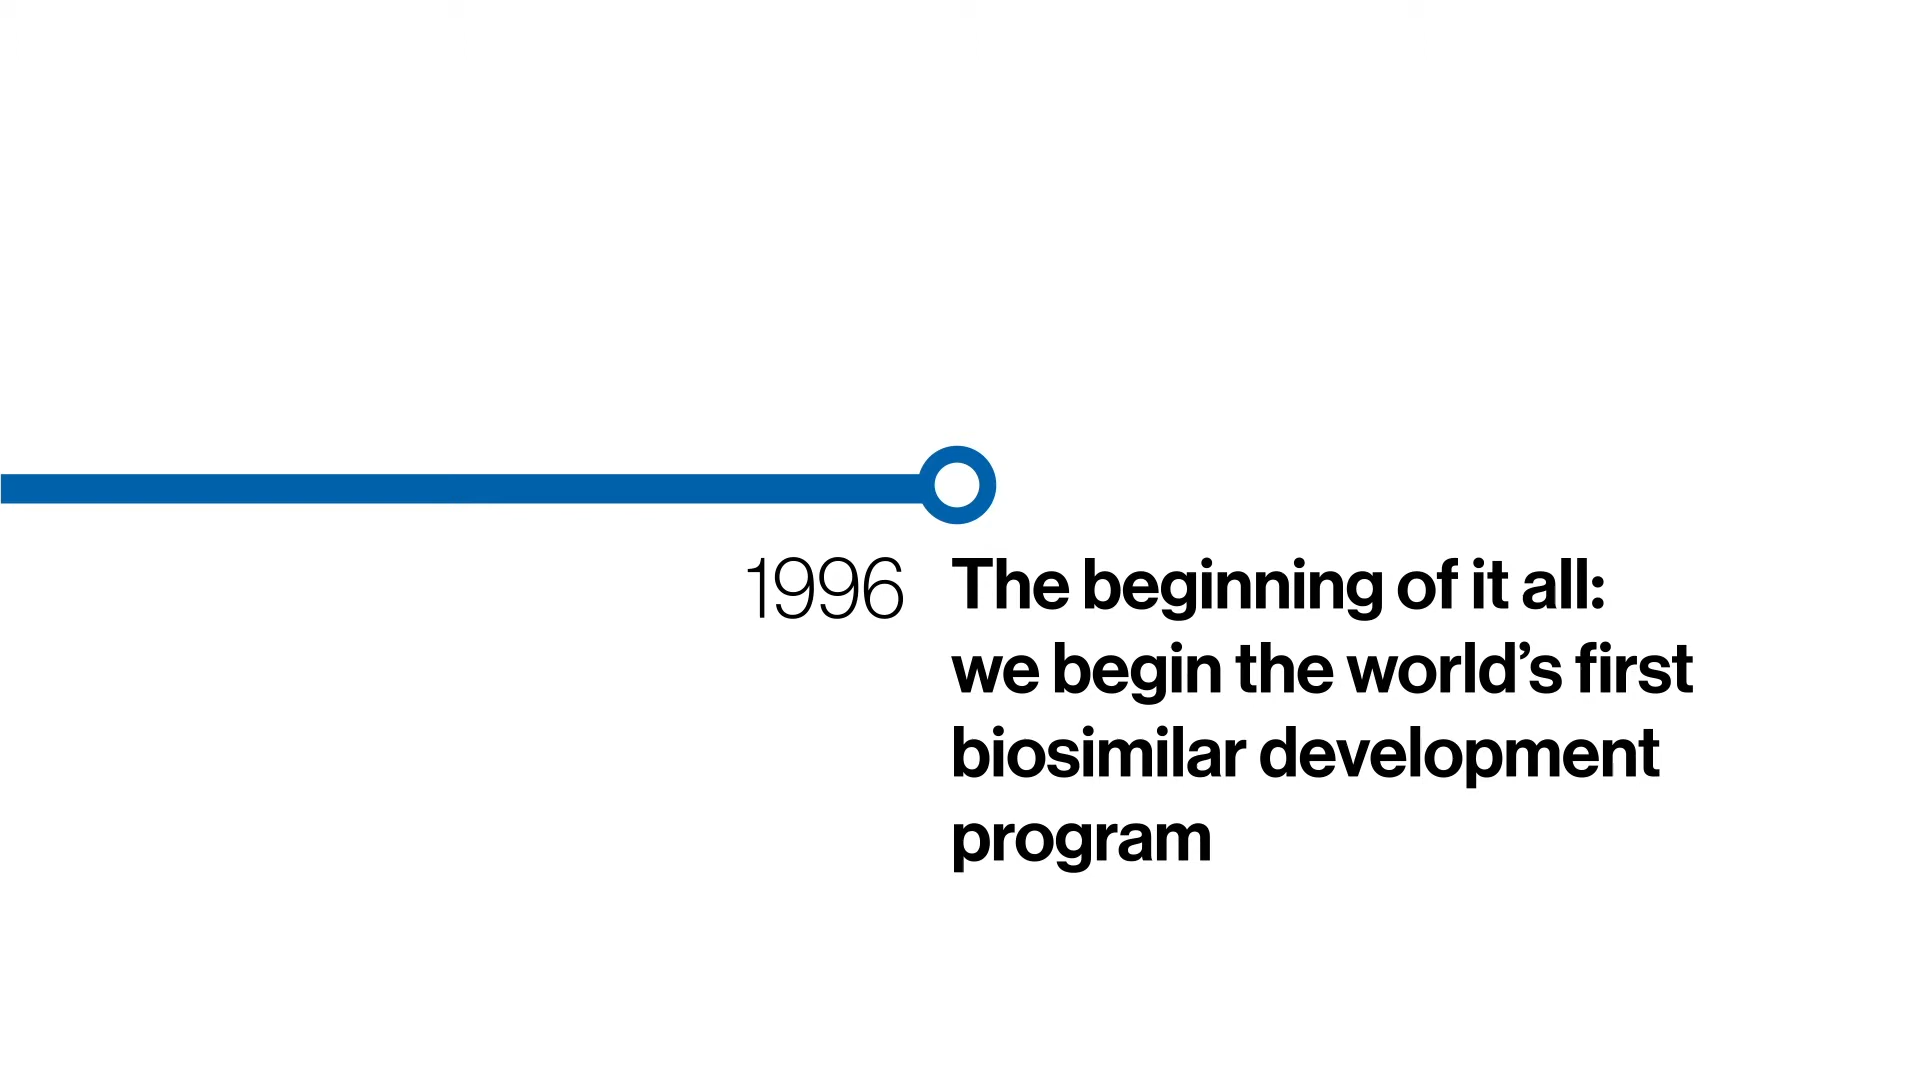 1996
The beginning of it all:
we begin the world’s first
biosimilar development
program